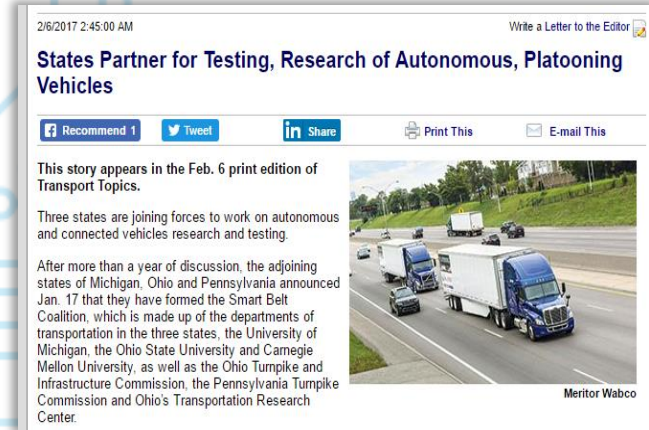 2/6/2017 2:45:00 AM
Write a Letter to the Editor
States Partner for Testing, Research of Autonomous, Platooning
Vehicles
Recommend 1
Tweet
in Share
Print This
E-mail This
This story appears in the Feb. 6 print edition of
Transport Topics.
Three states are joining forces to work on autonomous
and connected vehicles research and testing.
After more than a year of discussion, the adjoining
states of Michigan, Ohio and Pennsylvania announced
Jan. 17 that they have formed the Smart Belt
Coalition, which is made up of the departments of
transportation in the three states, the University of
Michigan, the Ohio State University and Carnegie
Mellon University, as well as the Ohio Turnpike and
Infrastructure Commission, the Pennsylvania Turnpike
Commission and Ohio's Transportation Research
Center.
Meritor Wabco